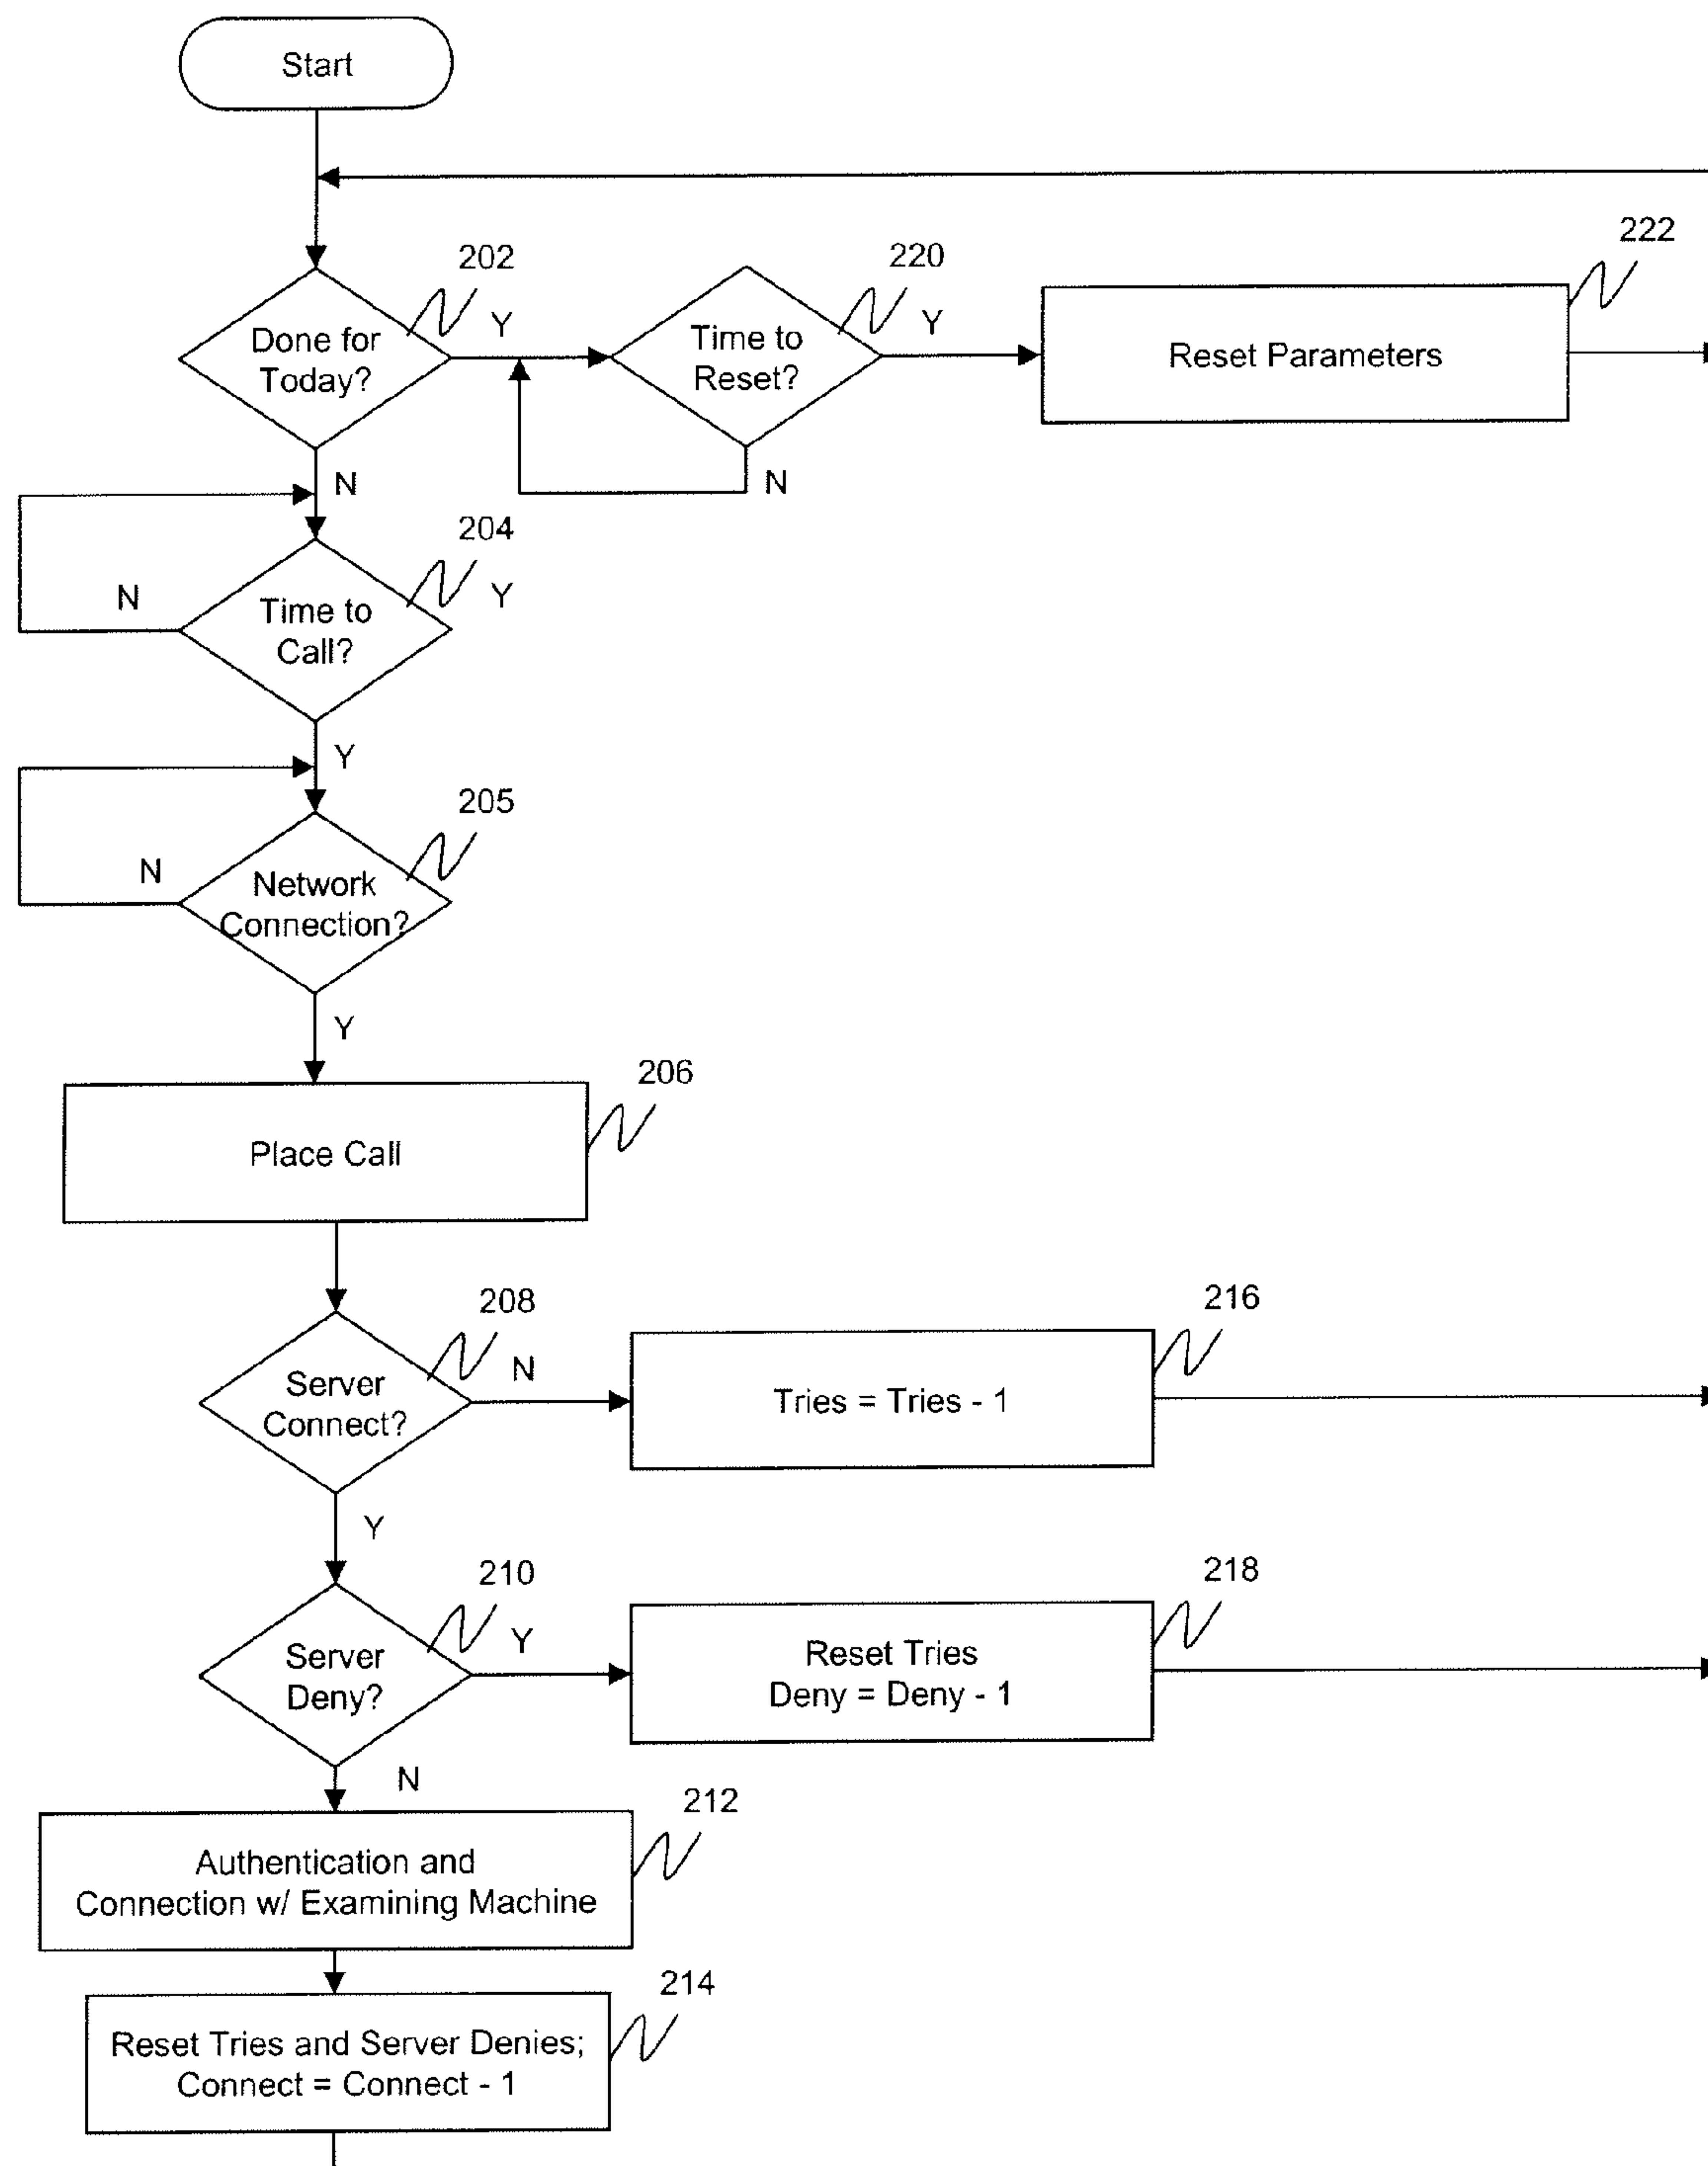 Start
202
220
222
Done for
Today?
Y
Time to
Reset?
Y
Reset Parameters
N
N
204
Time to
Call?
N
Y
Y
205
Network
Connection?
N
Y
206
Place Call
208
216
Server
Connect?
N
Tries = Tries - 1
Y
210
218
Server
Deny?
Y
Reset Tries
Deny = Deny - 1
N
212
Authentication and
Connection w/ Examining Machine
214
Reset Tries and Server Denies;
Connect = Connect - 1